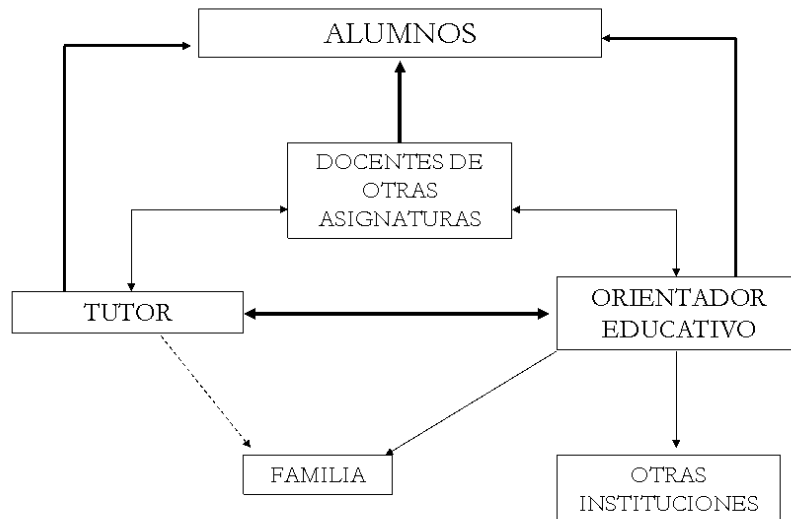 ALUMNOS
DOCENTES DE
OTRAS
ASIGNATURAS
TUTOR
ORIENTADOR
EDUCATIVO
FAMILIA
OTRAS
INSTITUCIONES